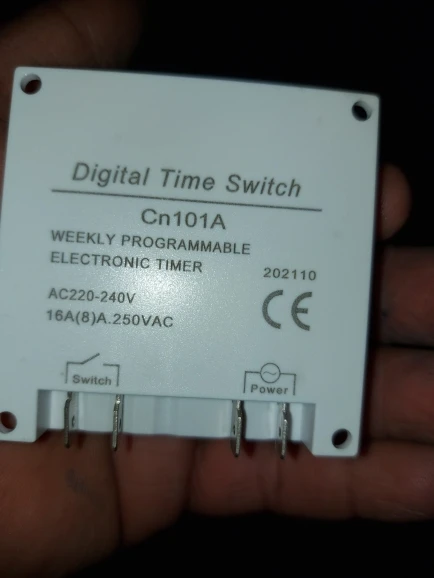 Digital Time Switch
Cn101A
WEEKLY PROGRAMMABLE
ELECTRONIC TIMER
202110
AC220-240V
16A(8)A.250VAC
CE
Switch
Power